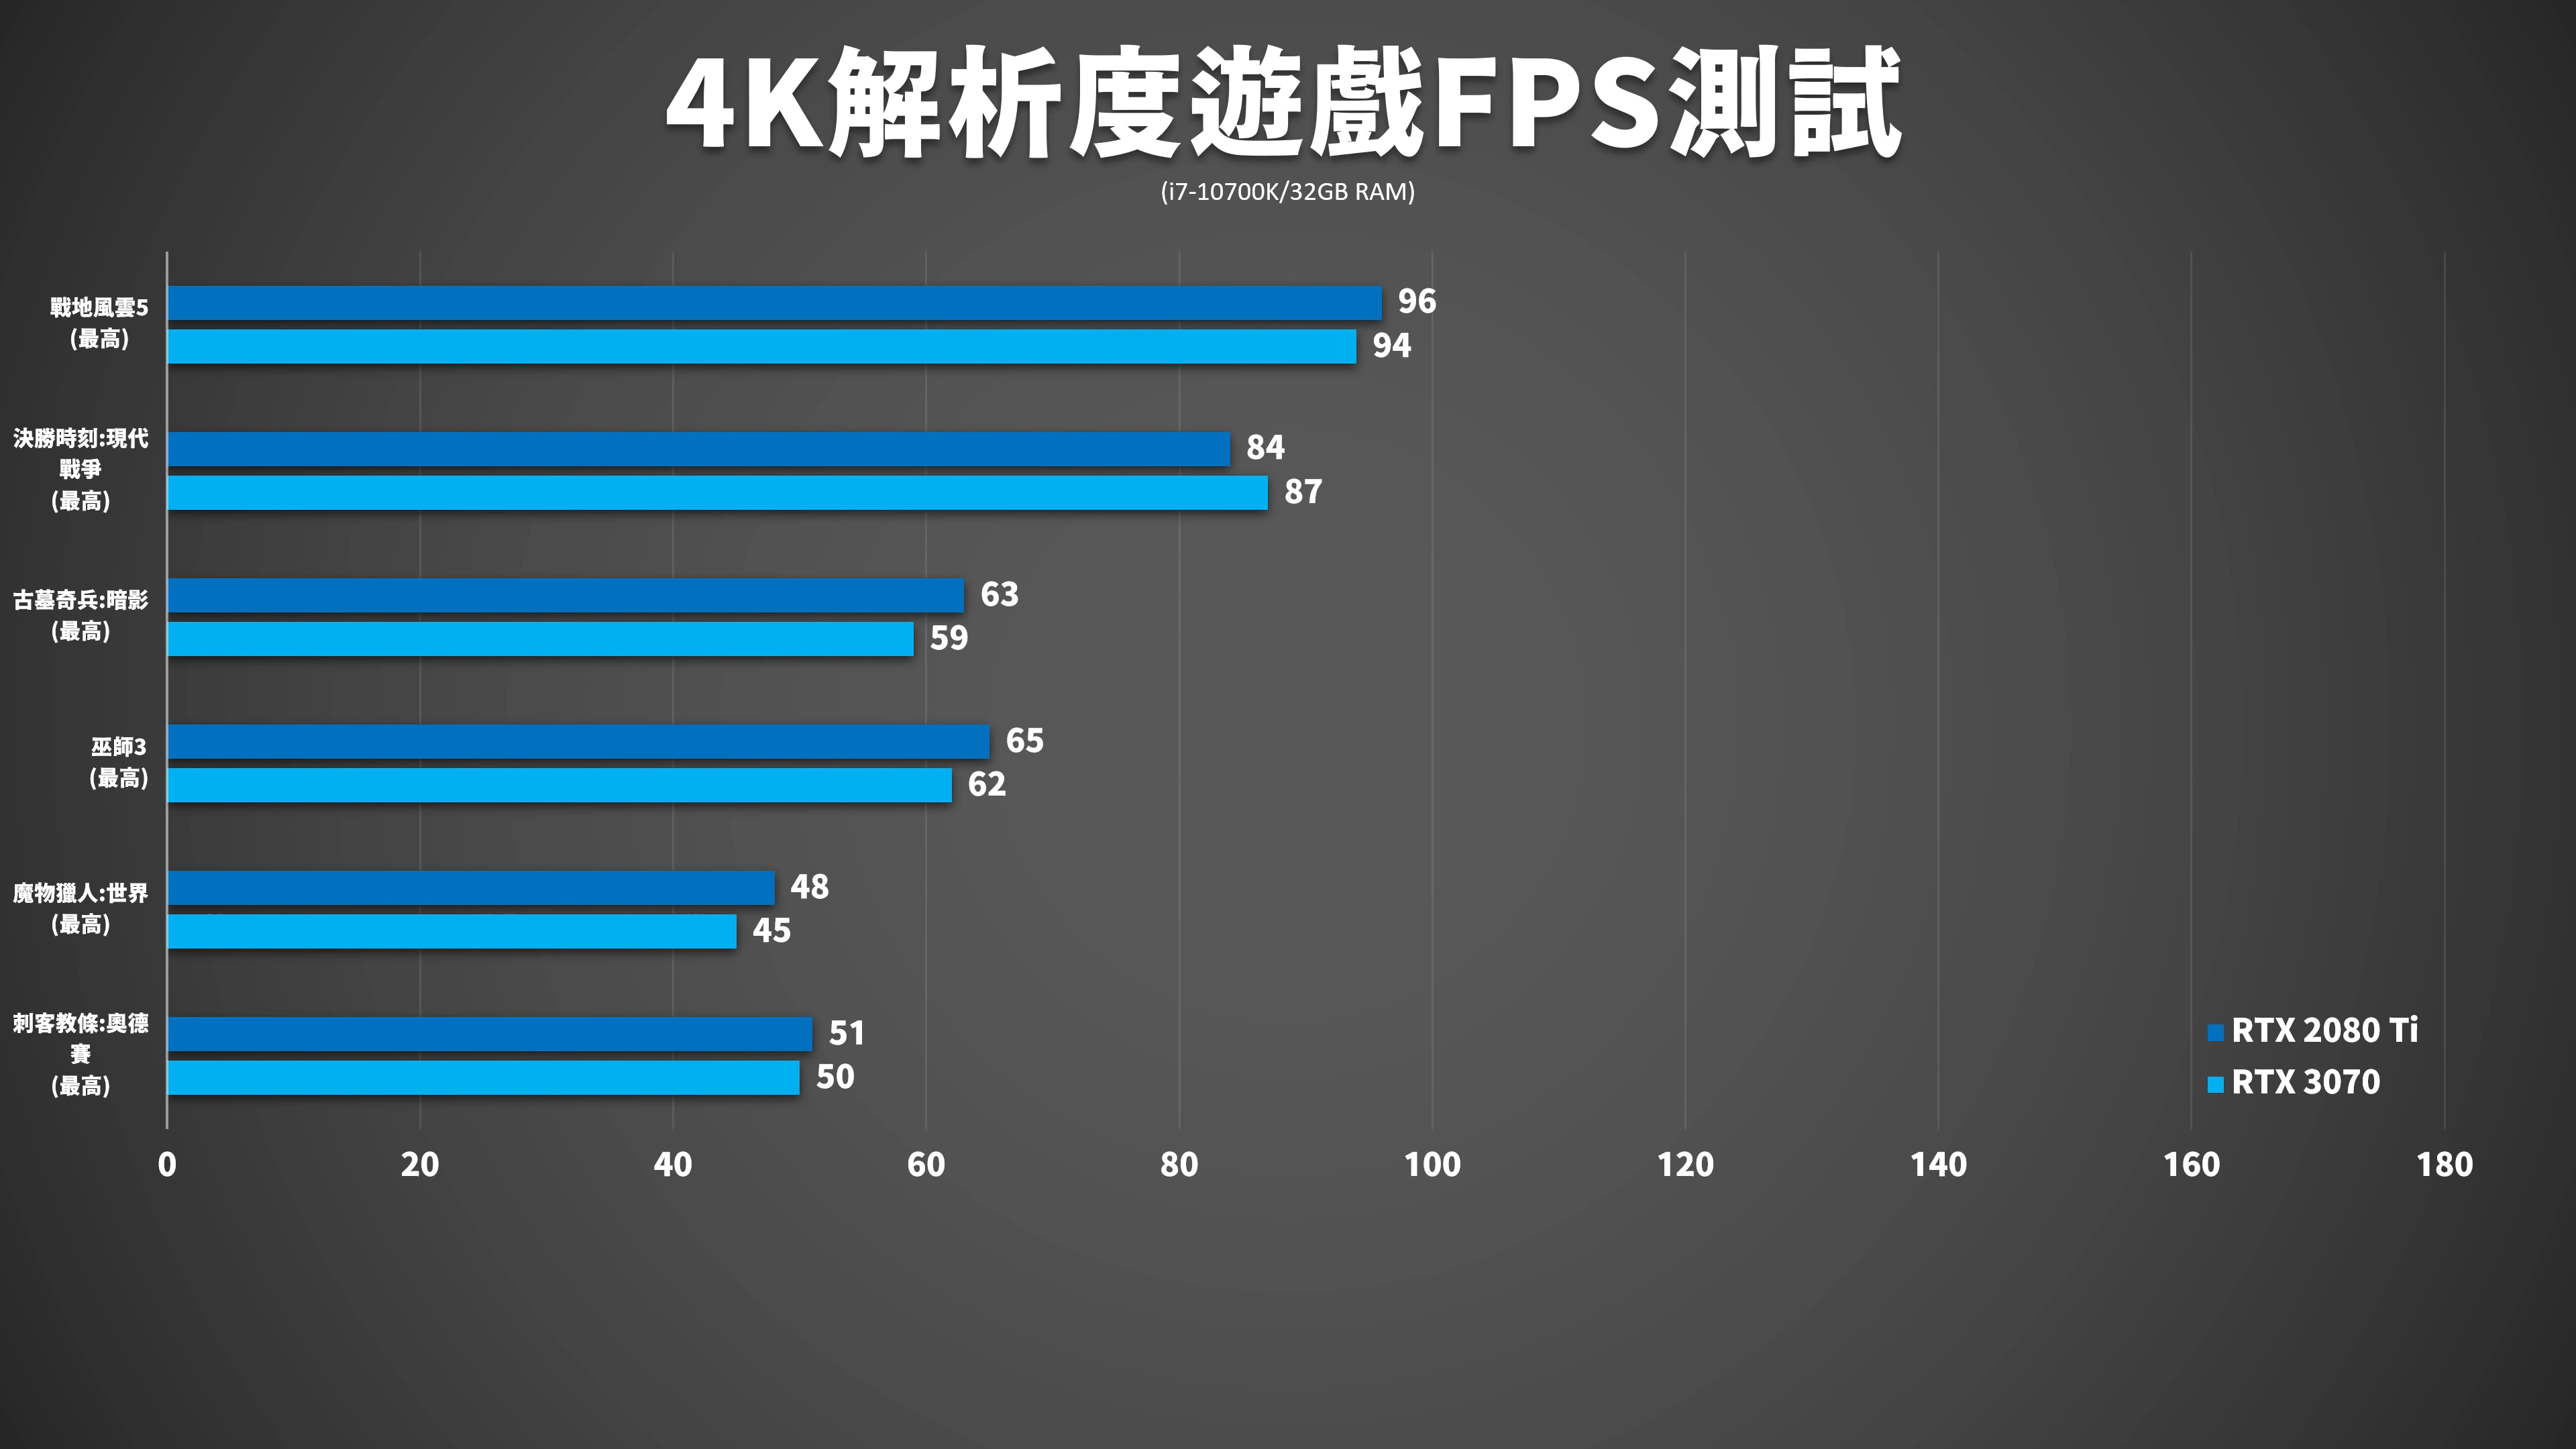 4K解析度遊戲FPS測試
(i7-10700K/32GB RAM)
戰地風雲5
(最高)
96
94
決勝時刻:現代
戰爭
(最高)
84
87
古墓奇兵:暗影
(最高)
63
59
巫師3
(最高)
65
62
魔物獵人:世界
(最高)
48
45
刺客教條:奧德
賽
(最高)
51
50
RTX 2080 Ti
RTX 3070
0 20 40 60 80 100 120 140 160 180